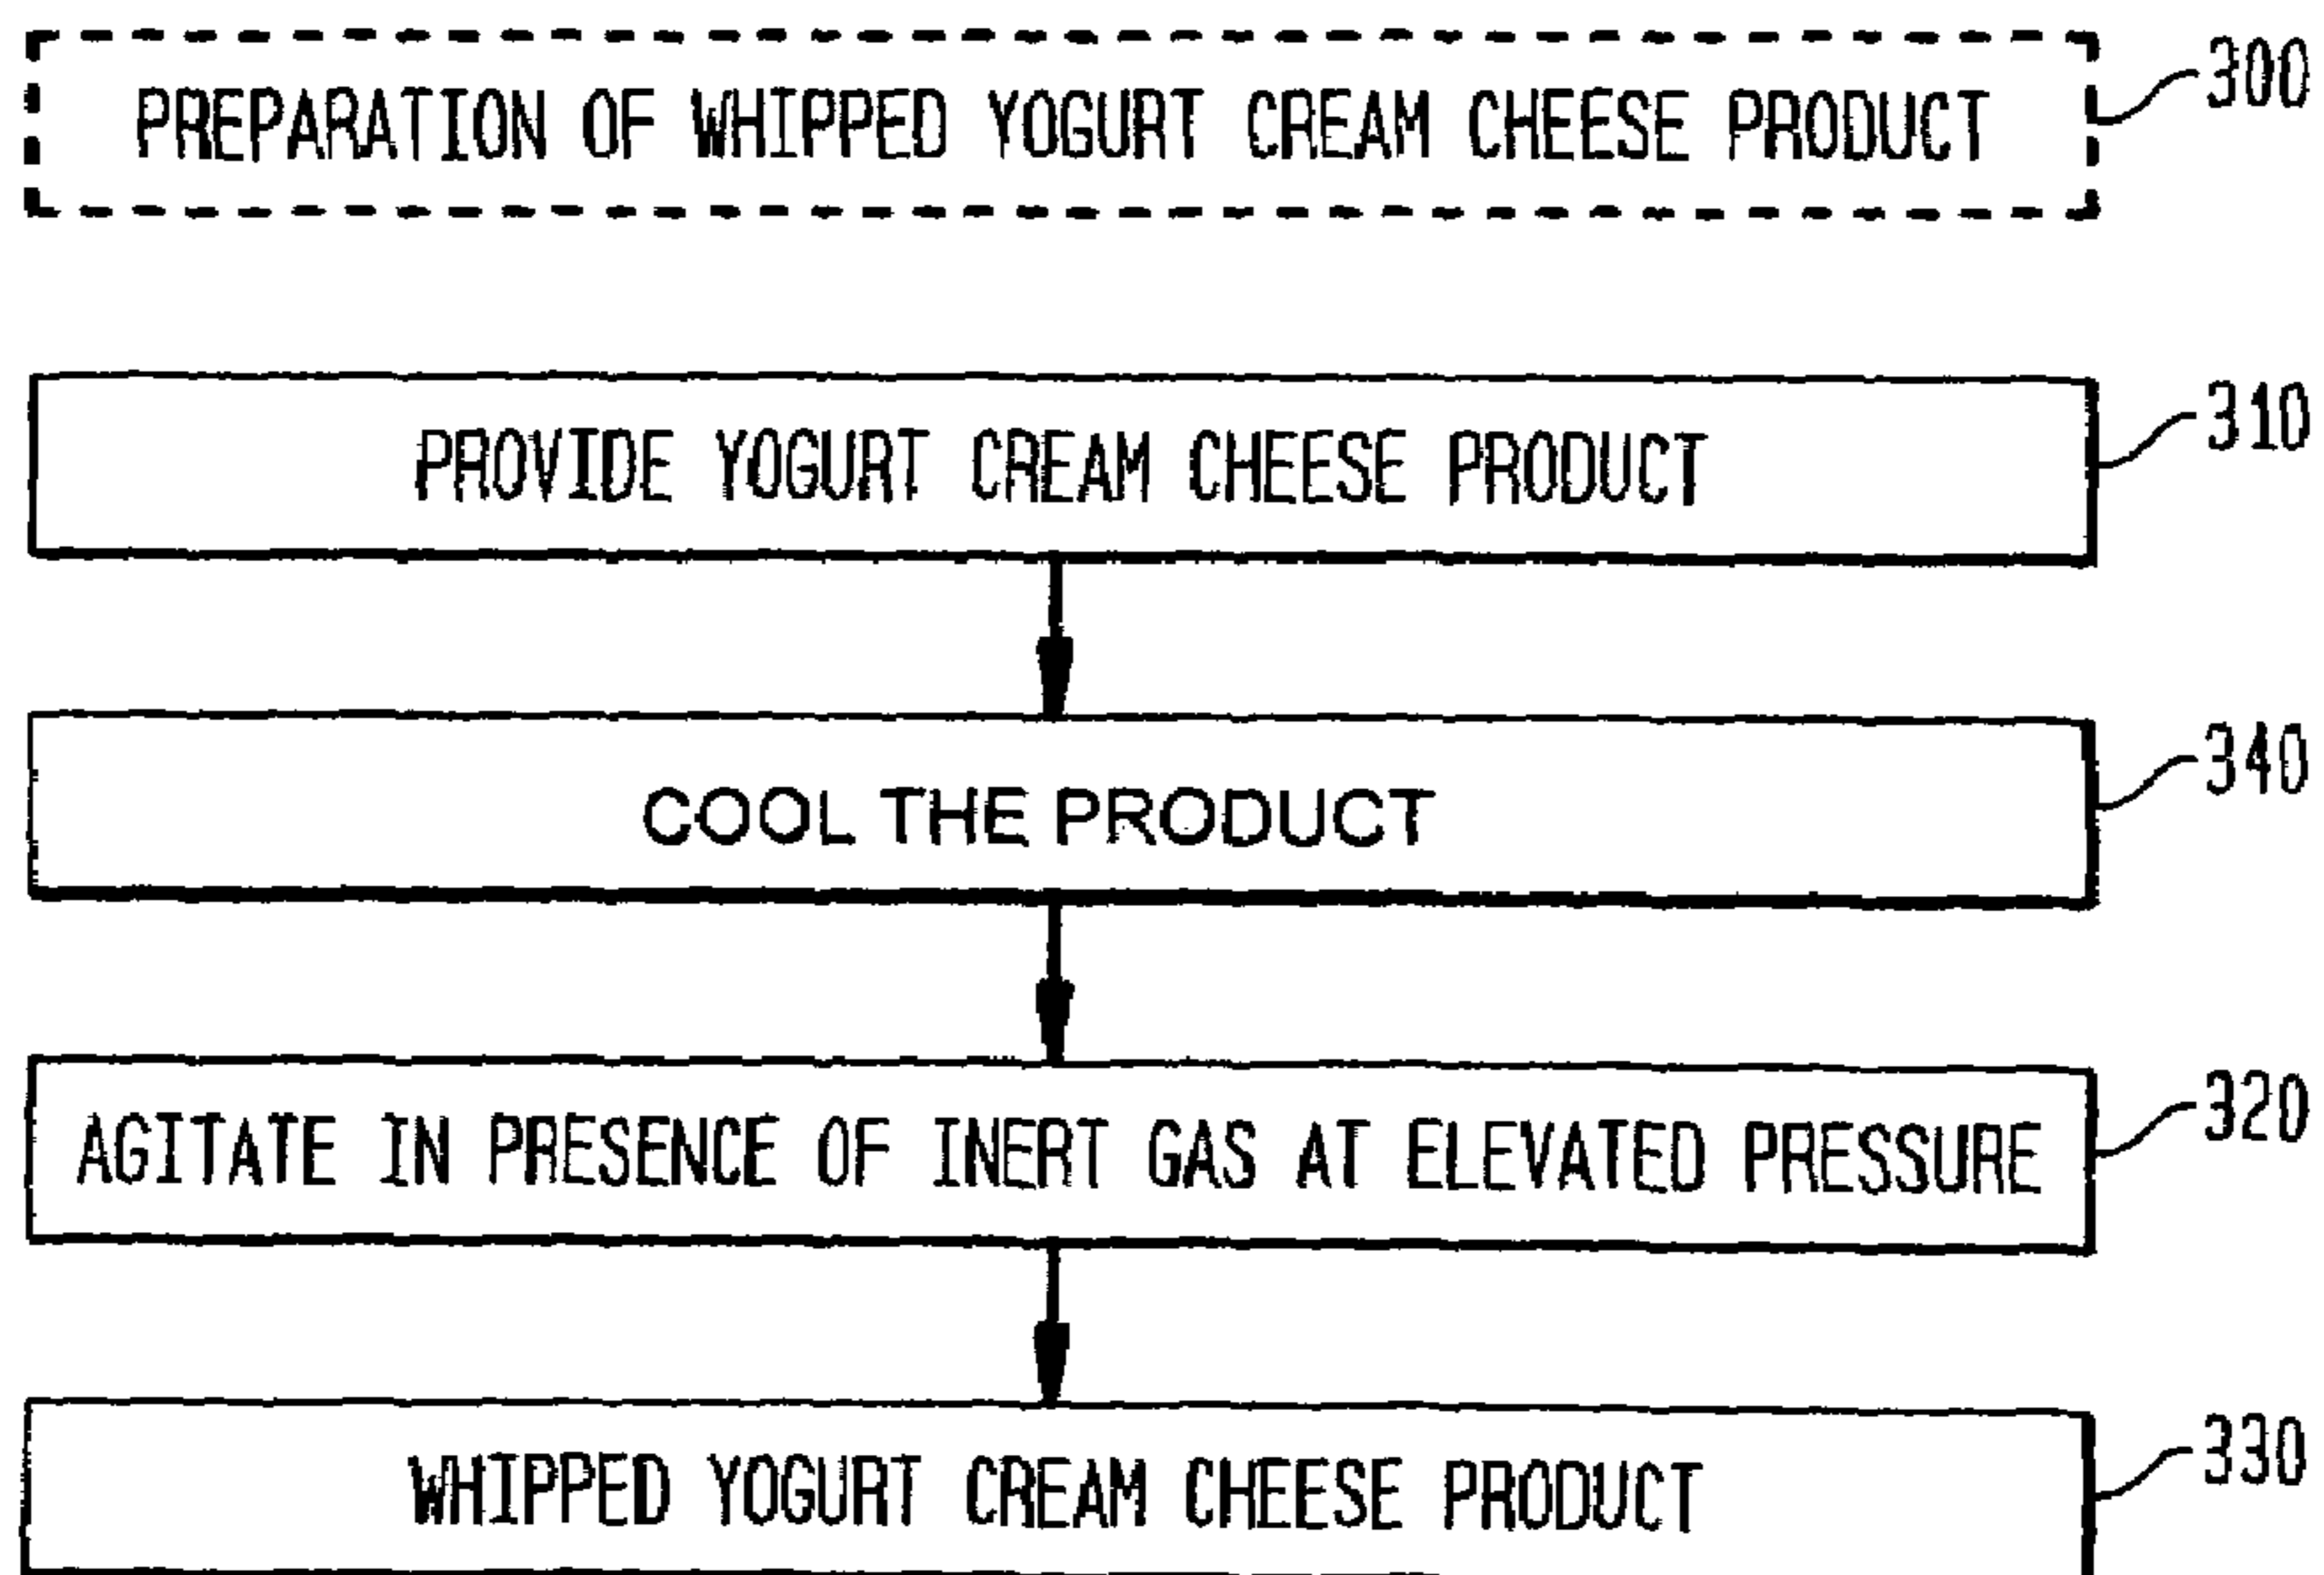 PREPARATION OF WHIPPED YOGURT CREAM CHEESE PRODUCT 300
PROVIDE YOGURT CREAM CHEESE PRODUCT 310
COOL THE PRODUCT 340
AGITATE IN PRESENCE OF INERT GAS AT ELEVATED PRESSURE 320
WHIPPED YOGURT CREAM CHEESE PRODUCT 330